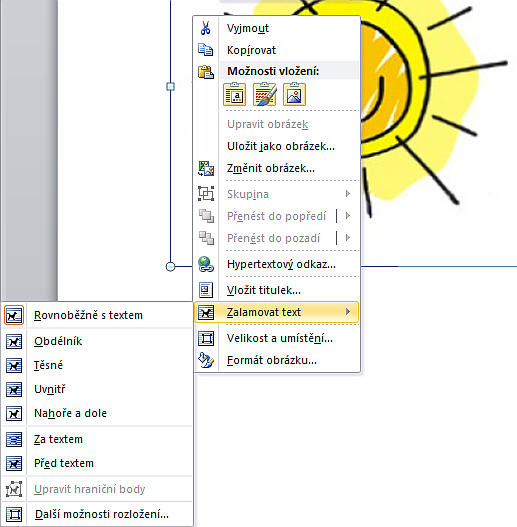 Vyjmout
Kopírovat
Možnosti vložení:
Upravit obrázek
Uložit jako obrázek...
Změnit obrázek...
Skupina
Přenést do popředí
Přenést do pozadí
Hypertextový odkaz...
Vložit titulek...
Zalamovat text
Velikost a umístění...
Formát obrázku...
Rovnoběžně s textem
Obdélník
Těsné
Uvnitř
Nahoře a dole
Za textem
Před textem
Upravit hraniční body
Další možnosti rozložení...